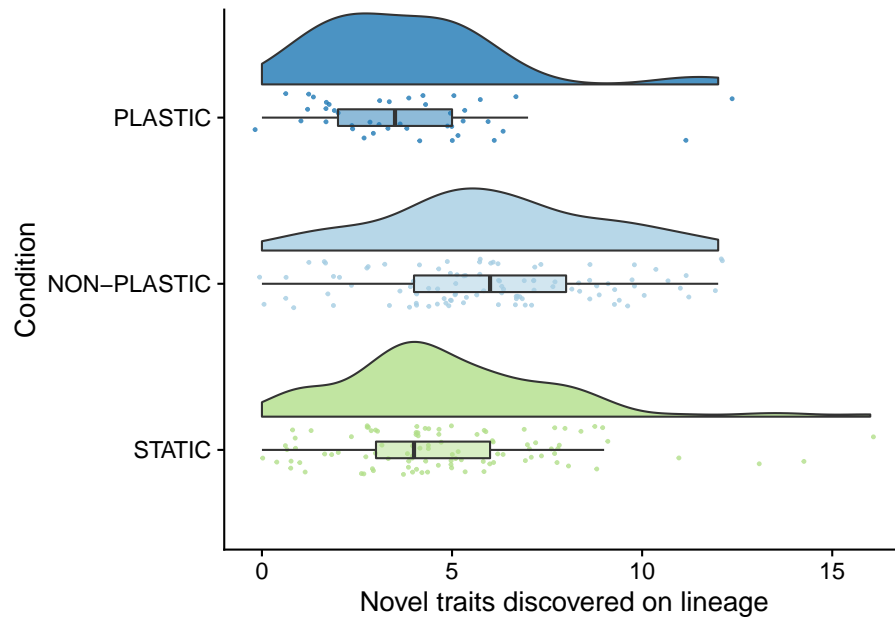 PLASTIC
NON−PLASTIC
STATIC
Condition
0 5 10 15
Novel traits discovered on lineage